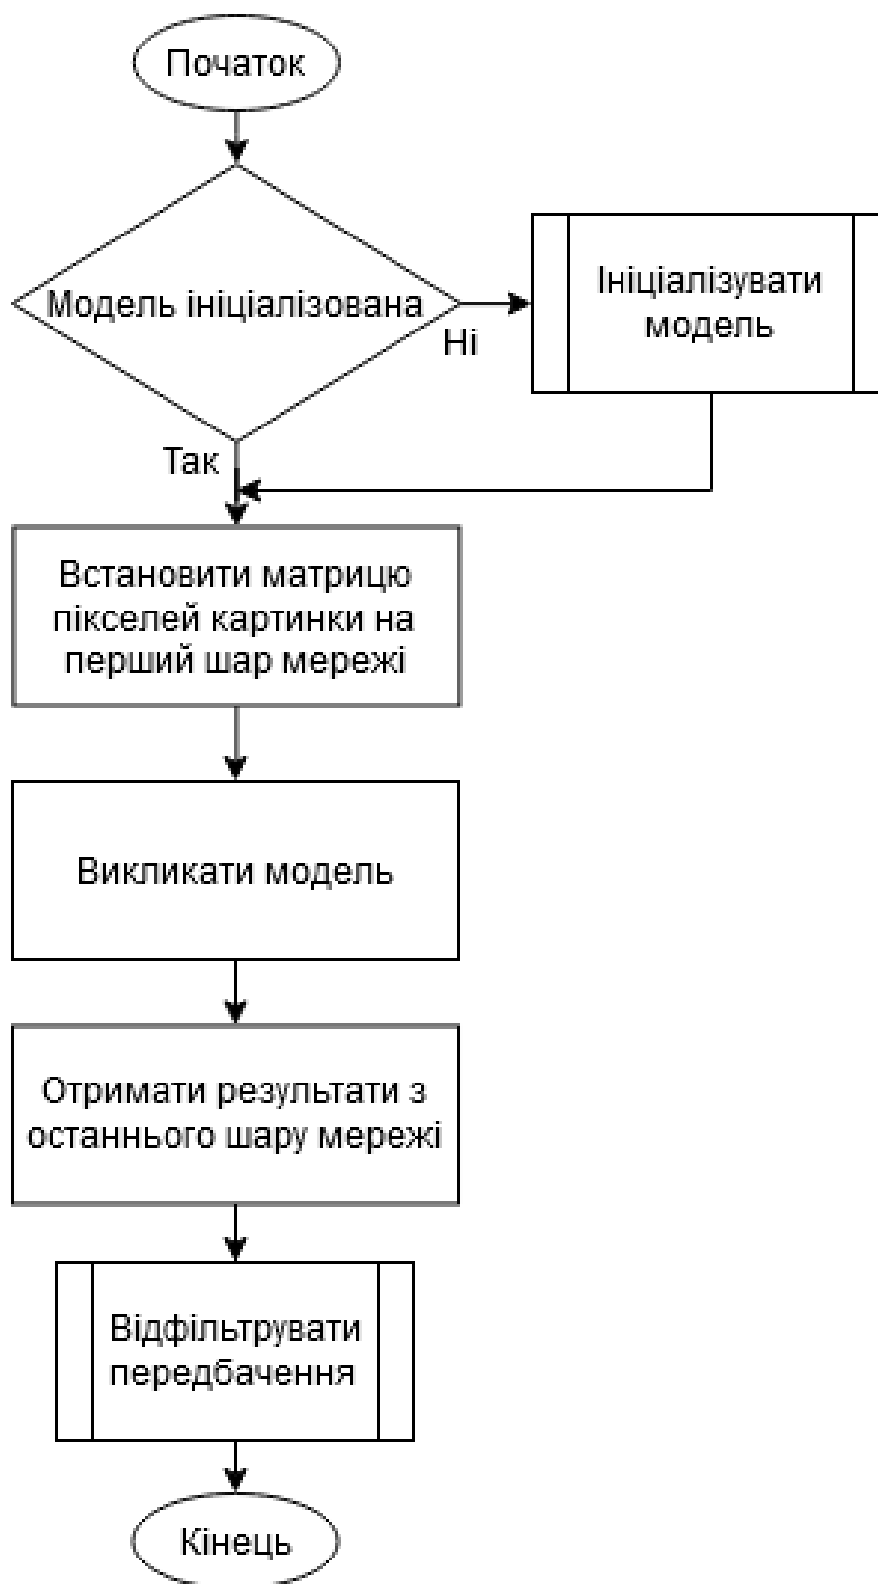 Початок
Модель ініціалізована
Ні
Ініціалізувати
модель
Так
Встановити матрицю
пікселей картинки на
перший шар мережі
Викликати модель
Отримати результати з
останнього шару мережі
Відфільтрувати
передбачення
Кінець